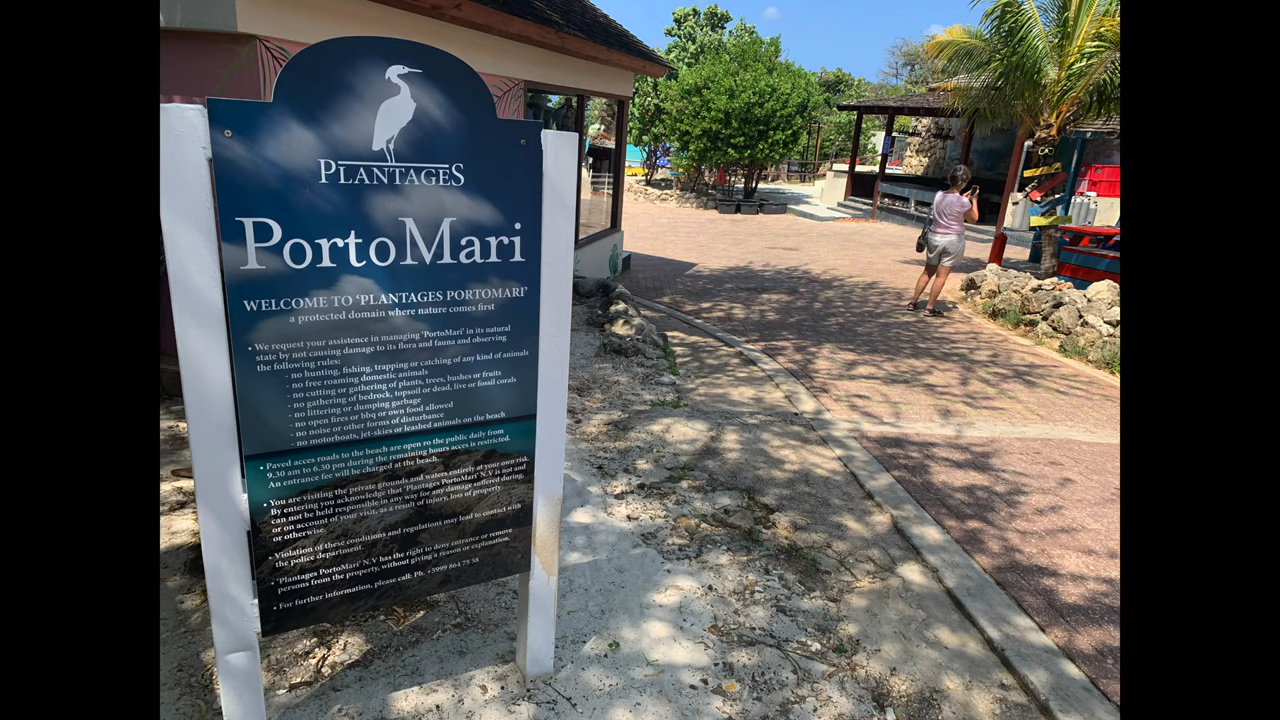 PLANTAGES
PortoMari
WELCOME TO 'PLANTAGES PORTOMARI'
a protected domain where nature comes first
• We request your assistence in managing 'PortoMari' in its natural
state by not causing damage to its flora and fauna and observing
the following rules:
- no hunting, fishing, trapping or catching of any kind of animals
- no free roaming domestic animals
- no cutting or gathering of plants, trees, bushes or fruits
- no gathering of bedrock, topsoil or dead, live or fossil corals
- no littering or dumping garbage
- no open fires or bbq or own food allowed
- no noise or other forms of disturbance
- no motorboats, jet-skies or leashed animals on the beach
• Paved acces roads to the beach are open ro the public daily from
9.30 am to 6.30 pm during the remaining hours acces is restricted.
An entrance fee will be charged at the beach.
• You are visiting the private grounds and waters entirely at your own risk.
By entering you acknowledge that 'Plantages PortoMari' N.V is not and
can not be held responsible in any way for any damage suffered during,
or on account of your visit, as a result of injury, loss of property,
or otherwise.
• Violation of these conditions and regulations may lead to contact with
the police department.
• 'Plantages PortoMari' N.V has the right to deny entrance or remove
persons from the property, without giving a reason or explanation.
• For further information, please call: Ph. +5999 864 75 58